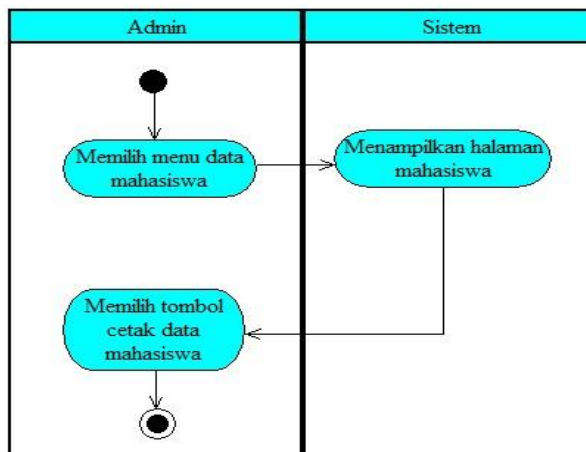 Admin
Sistem
Memilih menu data
mahasiswa
Menampilkan halaman
mahasiswa
Memilih tombol
cetak data
mahasiswa